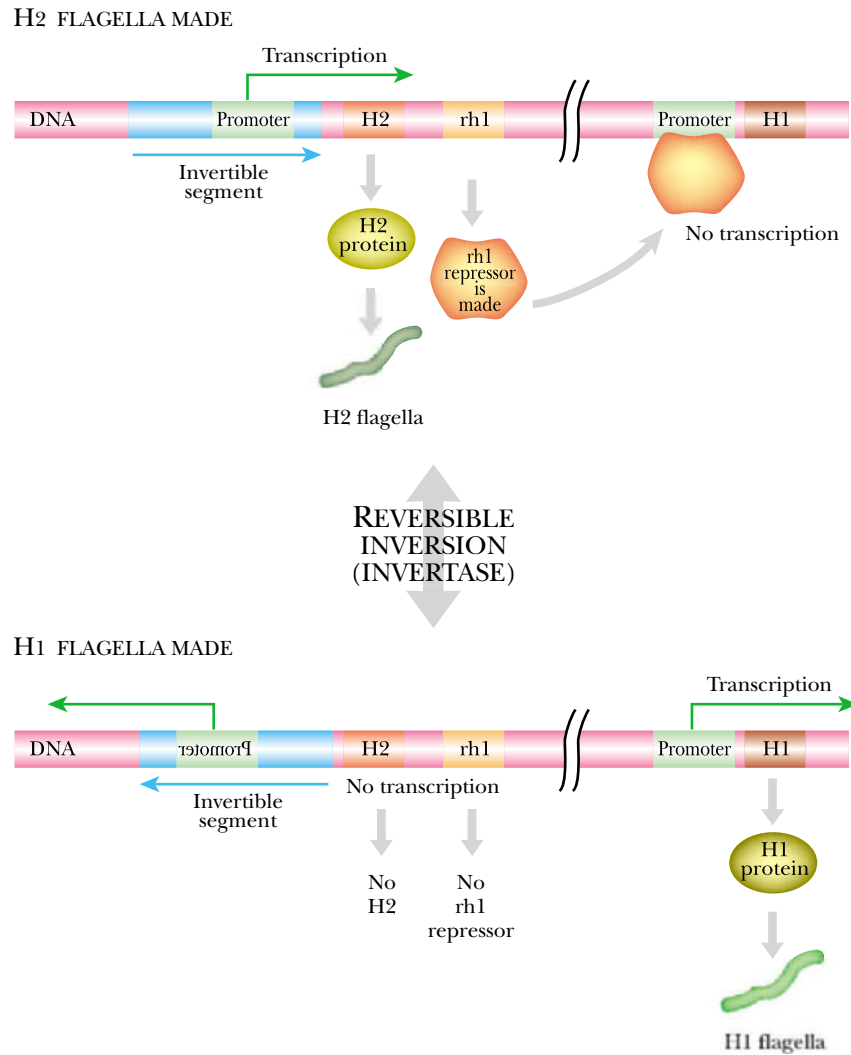 H2 FLAGELLA MADE
Transcription
DNA
Promoter
H2
rh1
Promoter
H1
Invertible
segment
H2
protein
rh1
repressor
is
made
No transcription
H2 flagella
REVERSIBLE
INVERSION
(INVERTASE)
H1 FLAGELLA MADE
Transcription
DNA
Promoter
H2
rh1
Promoter
H1
Invertible
segment
No transcription
No
H2
No
rh1
repressor
H1
protein
H1 flagella